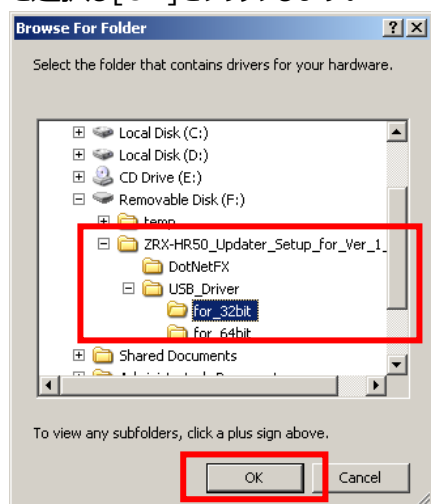 Browse For Folder
Select the folder that contains drivers for your hardware.
Local Disk (C:)
Local Disk (D:)
CD Drive (E:)
Removable Disk (F:)
temp
ZRX-HR50_Updater_Setup_for_Ver_1_
DotNetFX
USB_Driver
for_32bit
for_64bit
Shared Documents
To view any subfolders, click a plus sign above.
OK
Cancel